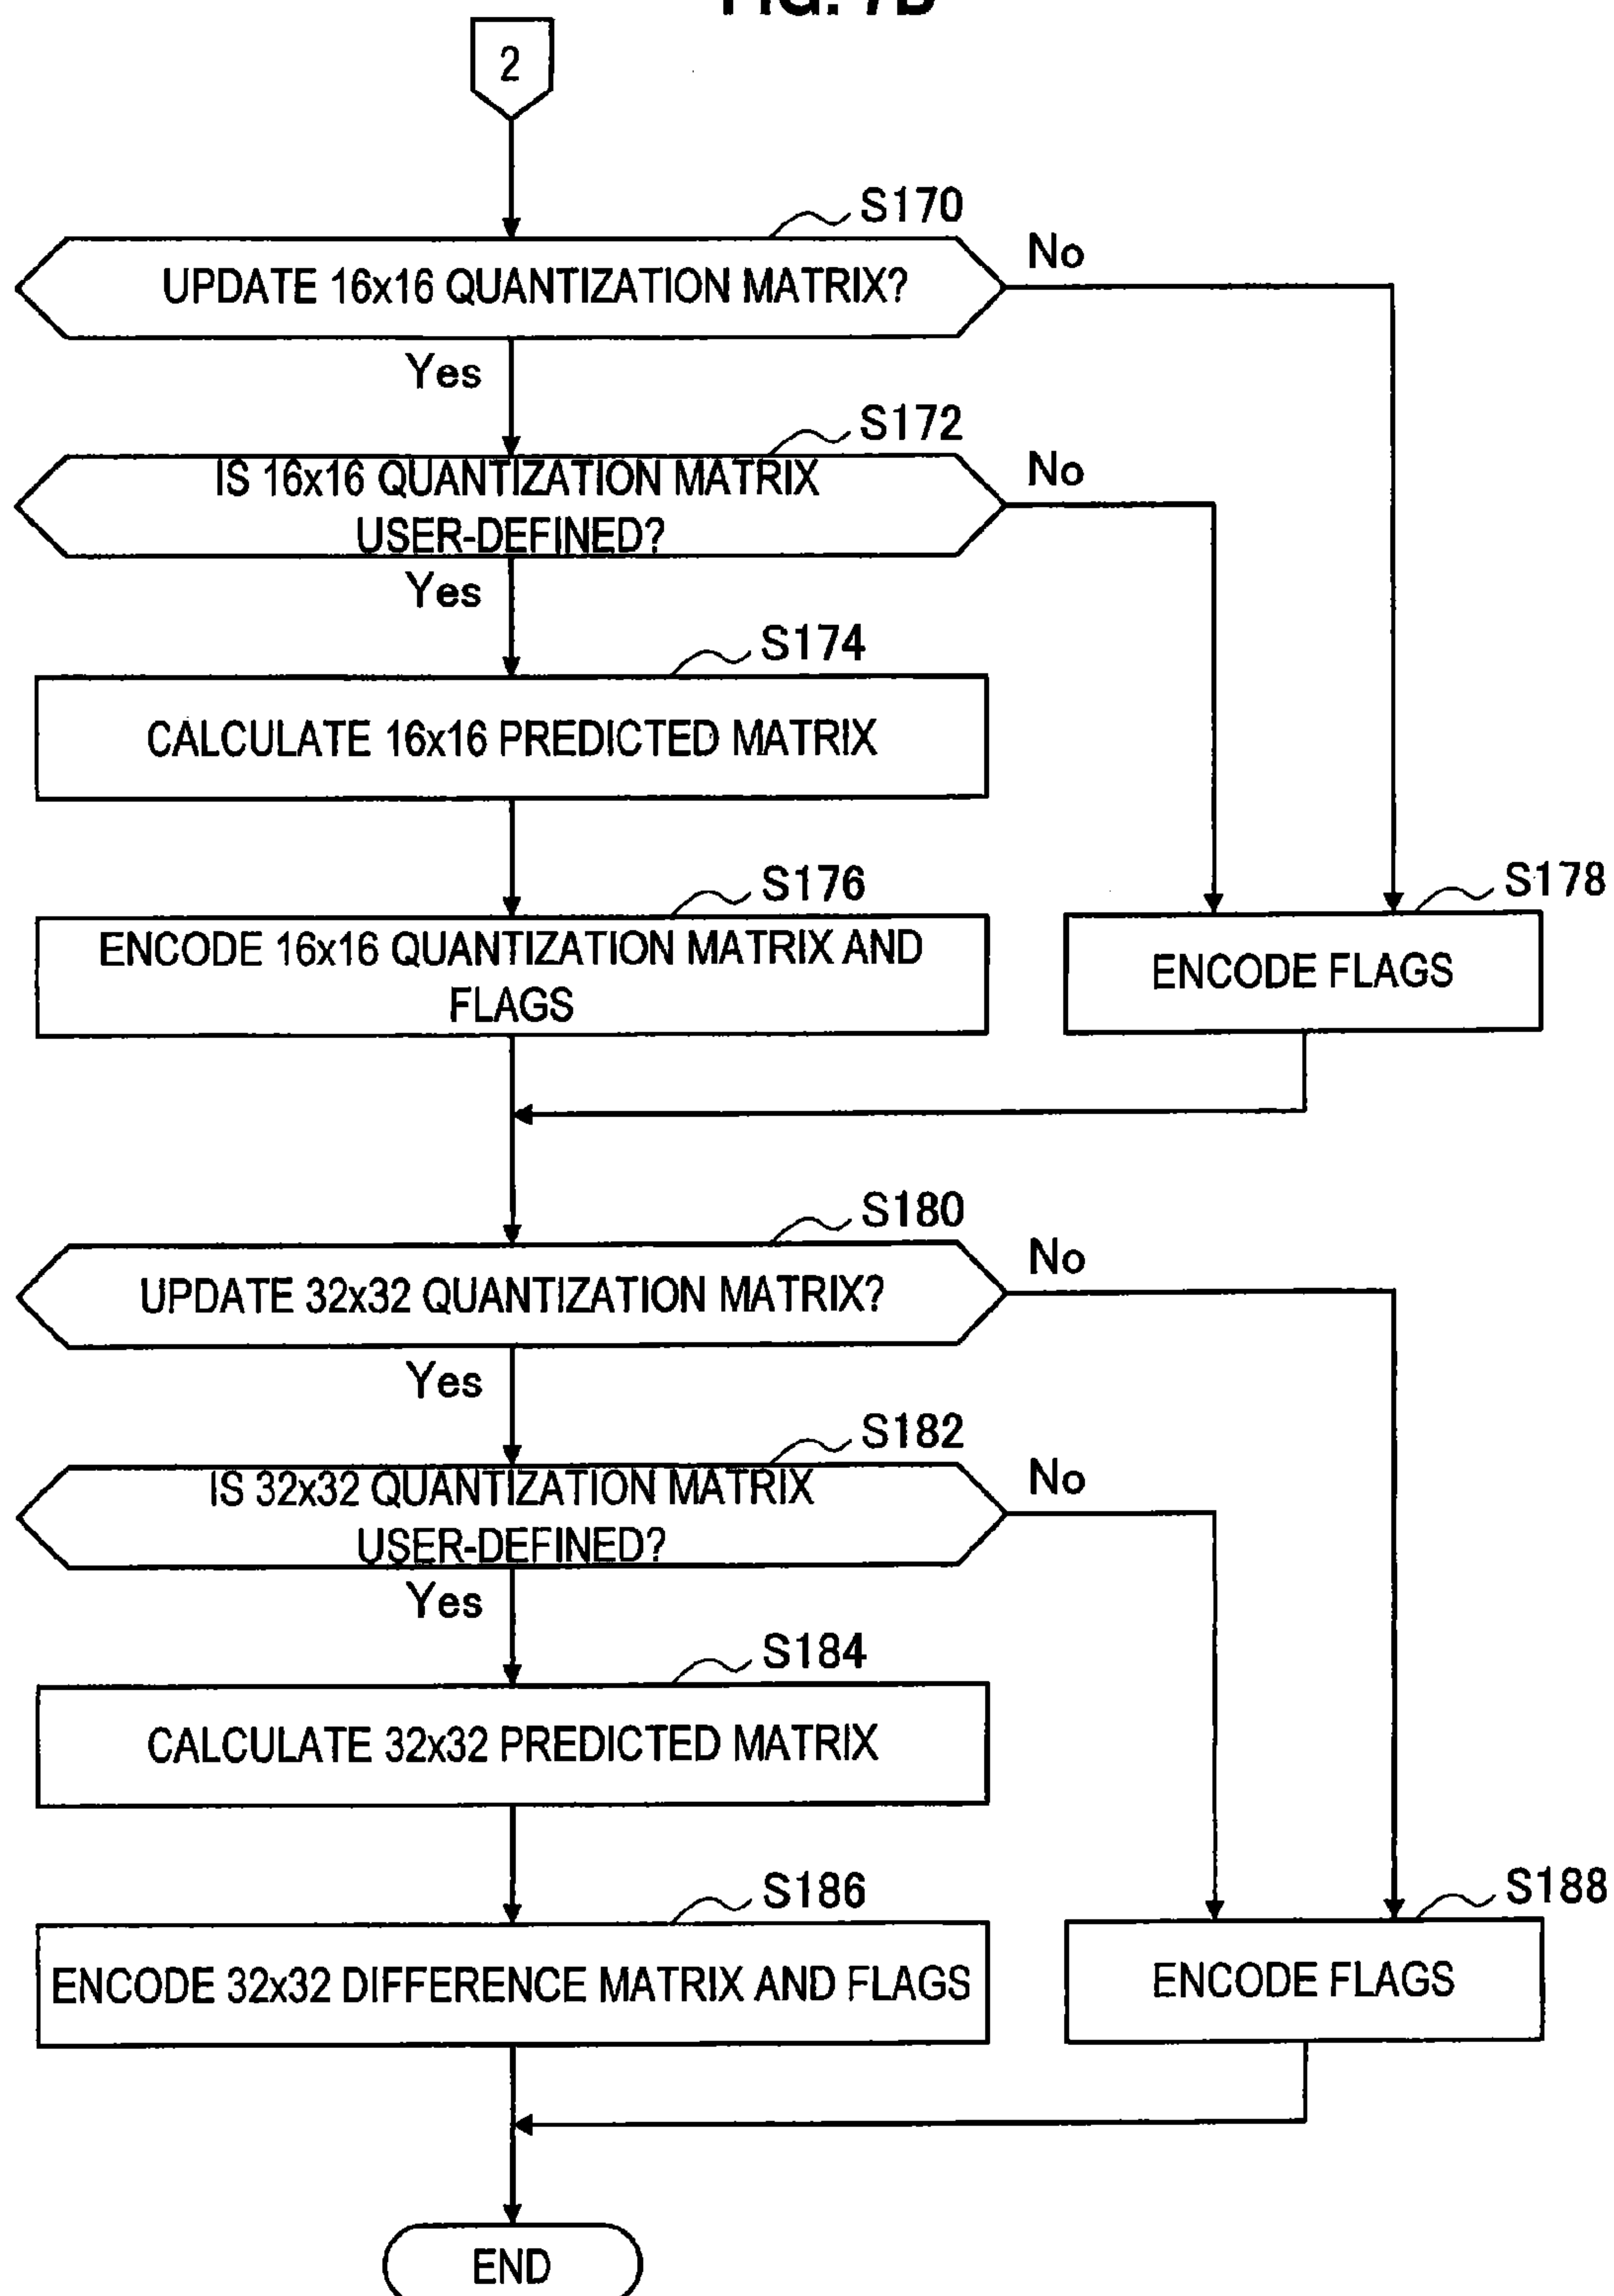 FIG. 7B
2
S170
UPDATE 16x16 QUANTIZATION MATRIX?
No
Yes
S172
IS 16x16 QUANTIZATION MATRIX
USER-DEFINED?
No
Yes
S174
CALCULATE 16x16 PREDICTED MATRIX
S176
ENCODE 16x16 QUANTIZATION MATRIX AND
FLAGS
S178
ENCODE FLAGS
S180
UPDATE 32x32 QUANTIZATION MATRIX?
No
Yes
S182
IS 32x32 QUANTIZATION MATRIX
USER-DEFINED?
No
Yes
S184
CALCULATE 32x32 PREDICTED MATRIX
S186
ENCODE 32x32 DIFFERENCE MATRIX AND FLAGS
S188
ENCODE FLAGS
END